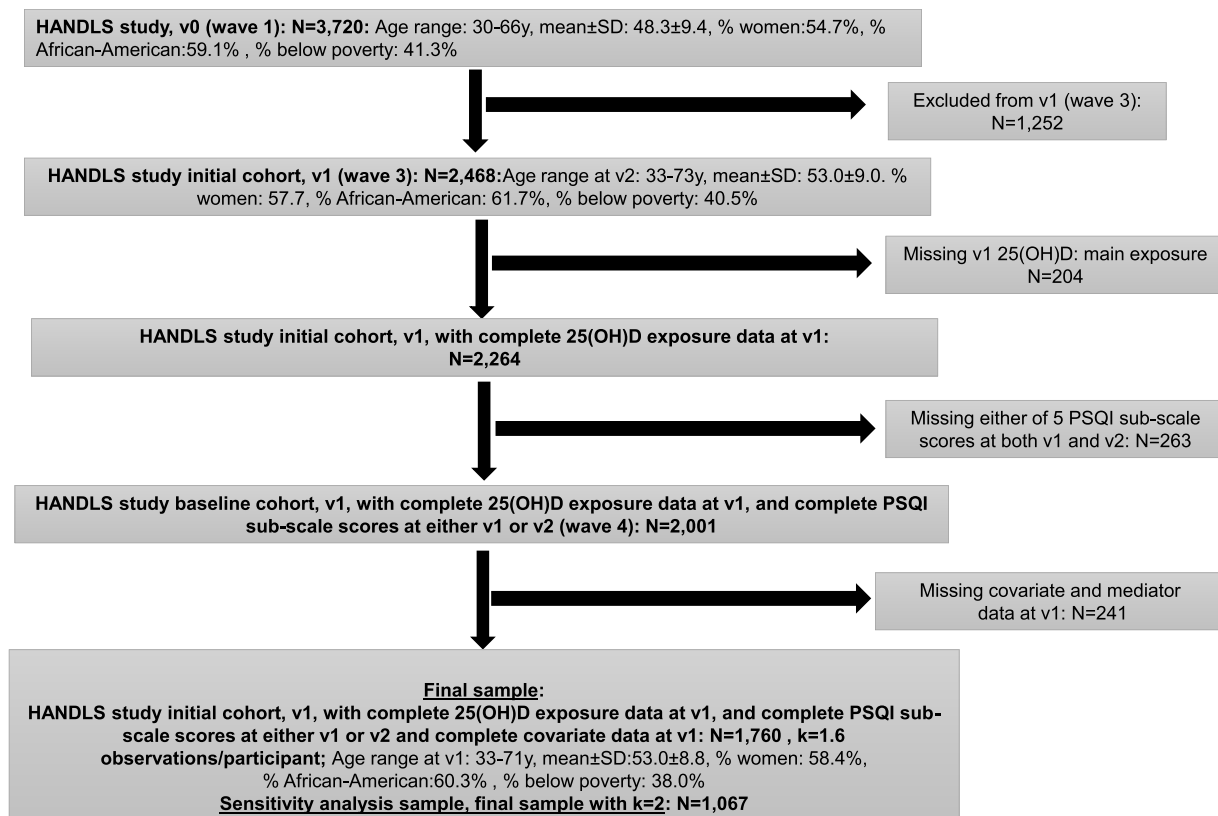 HANDLS study, v0 (wave 1): N=3,720: Age range: 30-66y, mean±SD: 48.3±9.4, % women:54.7%, %
African-American:59.1% , % below poverty: 41.3%
Excluded from v1 (wave 3):
N=1,252
HANDLS study initial cohort, v1 (wave 3): N=2,468:Age range at v2: 33-73y, mean±SD: 53.0±9.0. %
women: 57.7, % African-American: 61.7%, % below poverty: 40.5%
Missing v1 25(OH)D: main exposure
N=204
HANDLS study initial cohort, v1, with complete 25(OH)D exposure data at v1:
N=2,264
Missing either of 5 PSQI sub-scale
scores at both v1 and v2: N=263
HANDLS study baseline cohort, v1, with complete 25(OH)D exposure data at v1, and complete PSQI
sub-scale scores at either v1 or v2 (wave 4): N=2,001
Missing covariate and mediator
data at v1: N=241
Final sample:
HANDLS study initial cohort, v1, with complete 25(OH)D exposure data at v1, and complete PSQI sub-
scale scores at either v1 or v2 and complete covariate data at v1: N=1,760 , k=1.6
observations/participant; Age range at v1: 33-71y, mean±SD:53.0±8.8, % women: 58.4%,
% African-American:60.3% , % below poverty: 38.0%
Sensitivity analysis sample, final sample with k=2: N=1,067